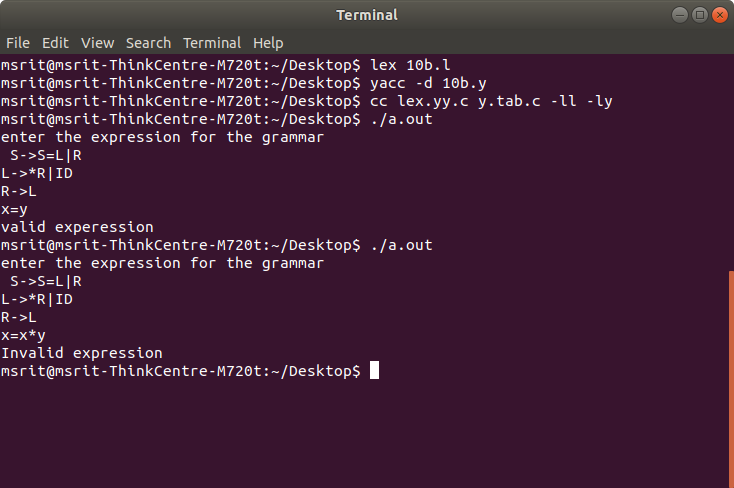 Terminal
File Edit View Search Terminal Help
msrit@msrit-ThinkCentre-M720t:~/Desktop$ lex 10b.l
msrit@msrit-ThinkCentre-M720t:~/Desktop$ yacc -d 10b.y
msrit@msrit-ThinkCentre-M720t:~/Desktop$ cc lex.yy.c y.tab.c -ll -ly
msrit@msrit-ThinkCentre-M720t:~/Desktop$ ./a.out
enter the expression for the grammar
 S->S=L|R
L->*R|ID
R->L
x=y
valid experession
msrit@msrit-ThinkCentre-M720t:~/Desktop$ ./a.out
enter the expression for the grammar
 S->S=L|R
L->*R|ID
R->L
x=x*y
Invalid expression
msrit@msrit-ThinkCentre-M720t:~/Desktop$